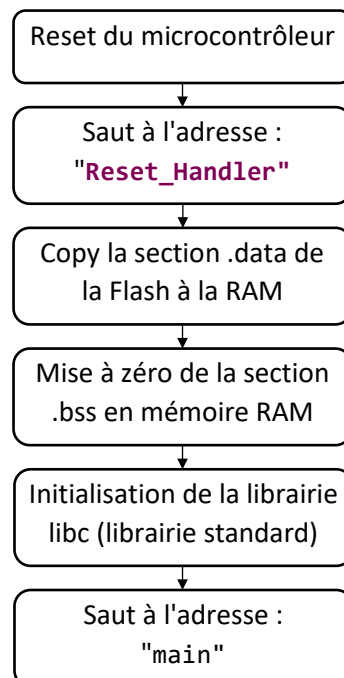 Reset du microcontrôleur
Saut à l'adresse :
"Reset_Handler"
Copy la section .data de
la Flash à la RAM
Mise à zéro de la section
.bss en mémoire RAM
Initialisation de la librairie
libc (librairie standard)
Saut à l'adresse :
"main"